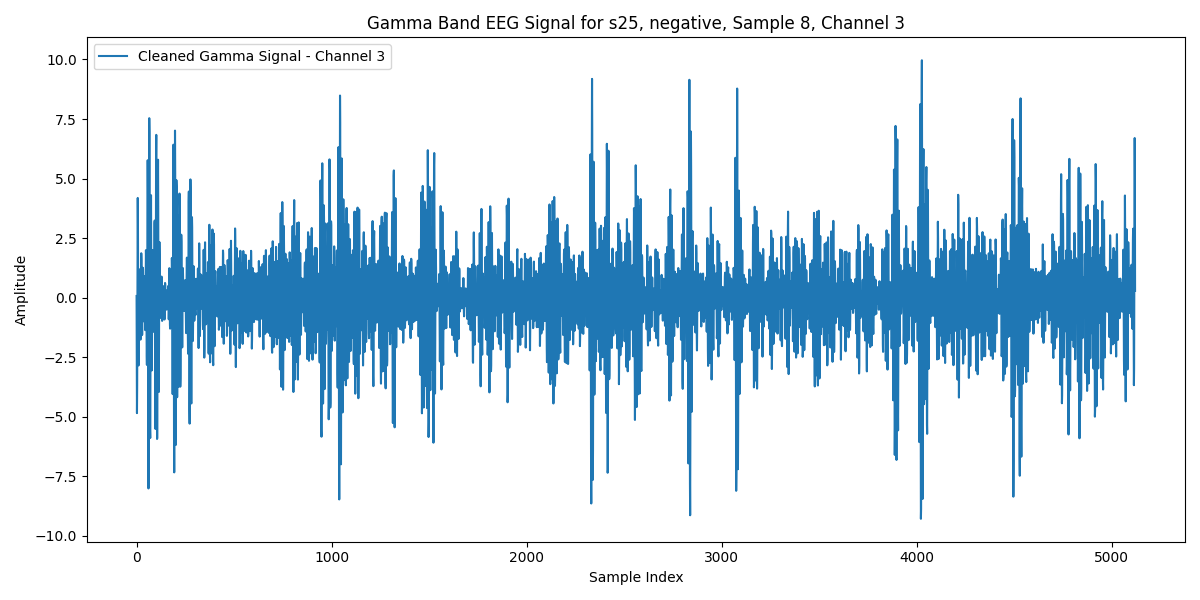 Gamma Band EEG Signal for s25, negative, Sample 8, Channel 3
Cleaned Gamma Signal - Channel 3
10.0
7.5
5.0
2.5
0.0
−2.5
−5.0
−7.5
−10.0
Amplitude
0 1000 2000 3000 4000 5000
Sample Index